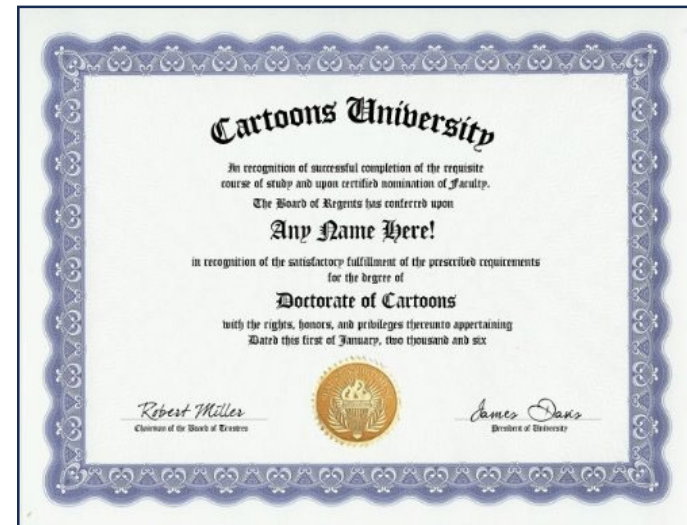 Cartoons University
In recognition of successful completion of the requisite
course of study and upon certified nomination of Faculty.
The Board of Regents has conferred upon
Any Name Here!
in recognition of the satisfactory fulfillment of the prescribed requirements
for the degree of
Doctorate of Cartoons
with the rights, honors, and privileges thereunto appertaining
Dated this first of January, two thousand and six
Robert Miller
James Davis
Chairman of the Board of Trustees
President of University